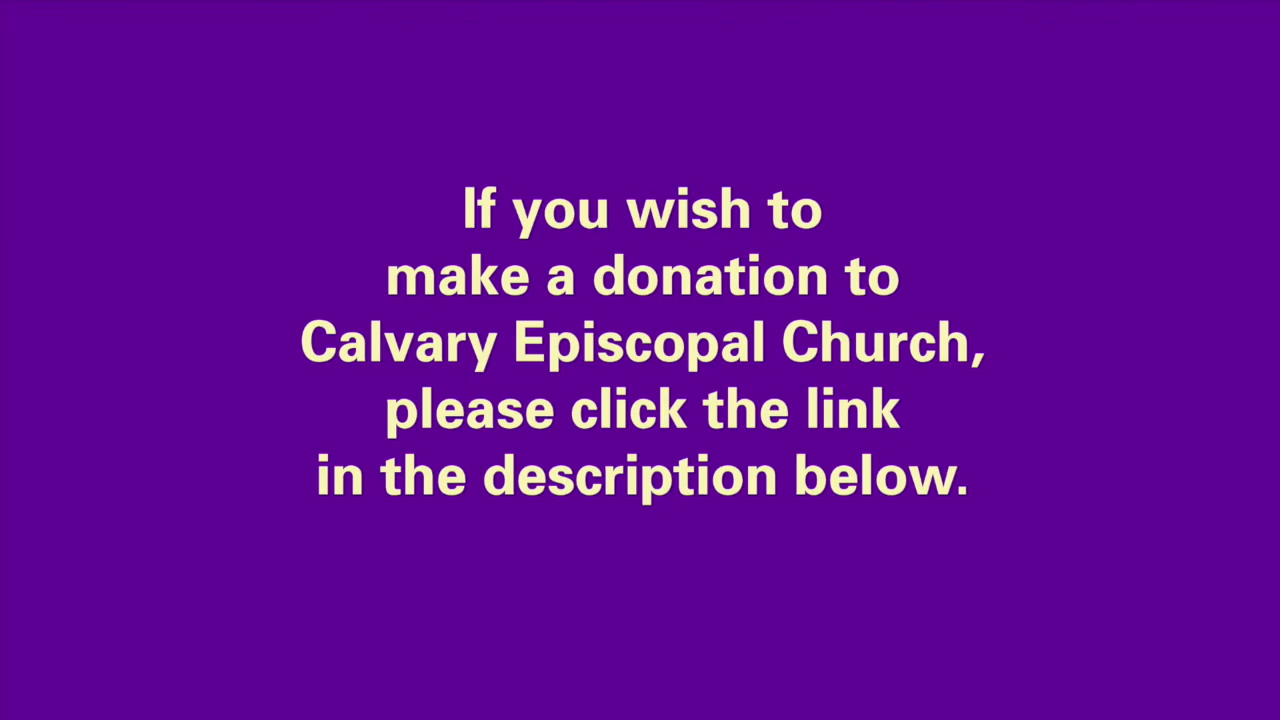 If you wish to
make a donation to
Calvary Episcopal Church,
please click the link
in the description below.